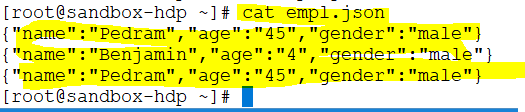 [root@sandbox-hdp ~]# cat empl.json
{"name":"Pedram","age":"45","gender":"male"}
{"name":"Benjamin","age":"4","gender":"male"}
{"name":"Pedram","age":"45","gender":"male"}
[root@sandbox-hdp ~]#